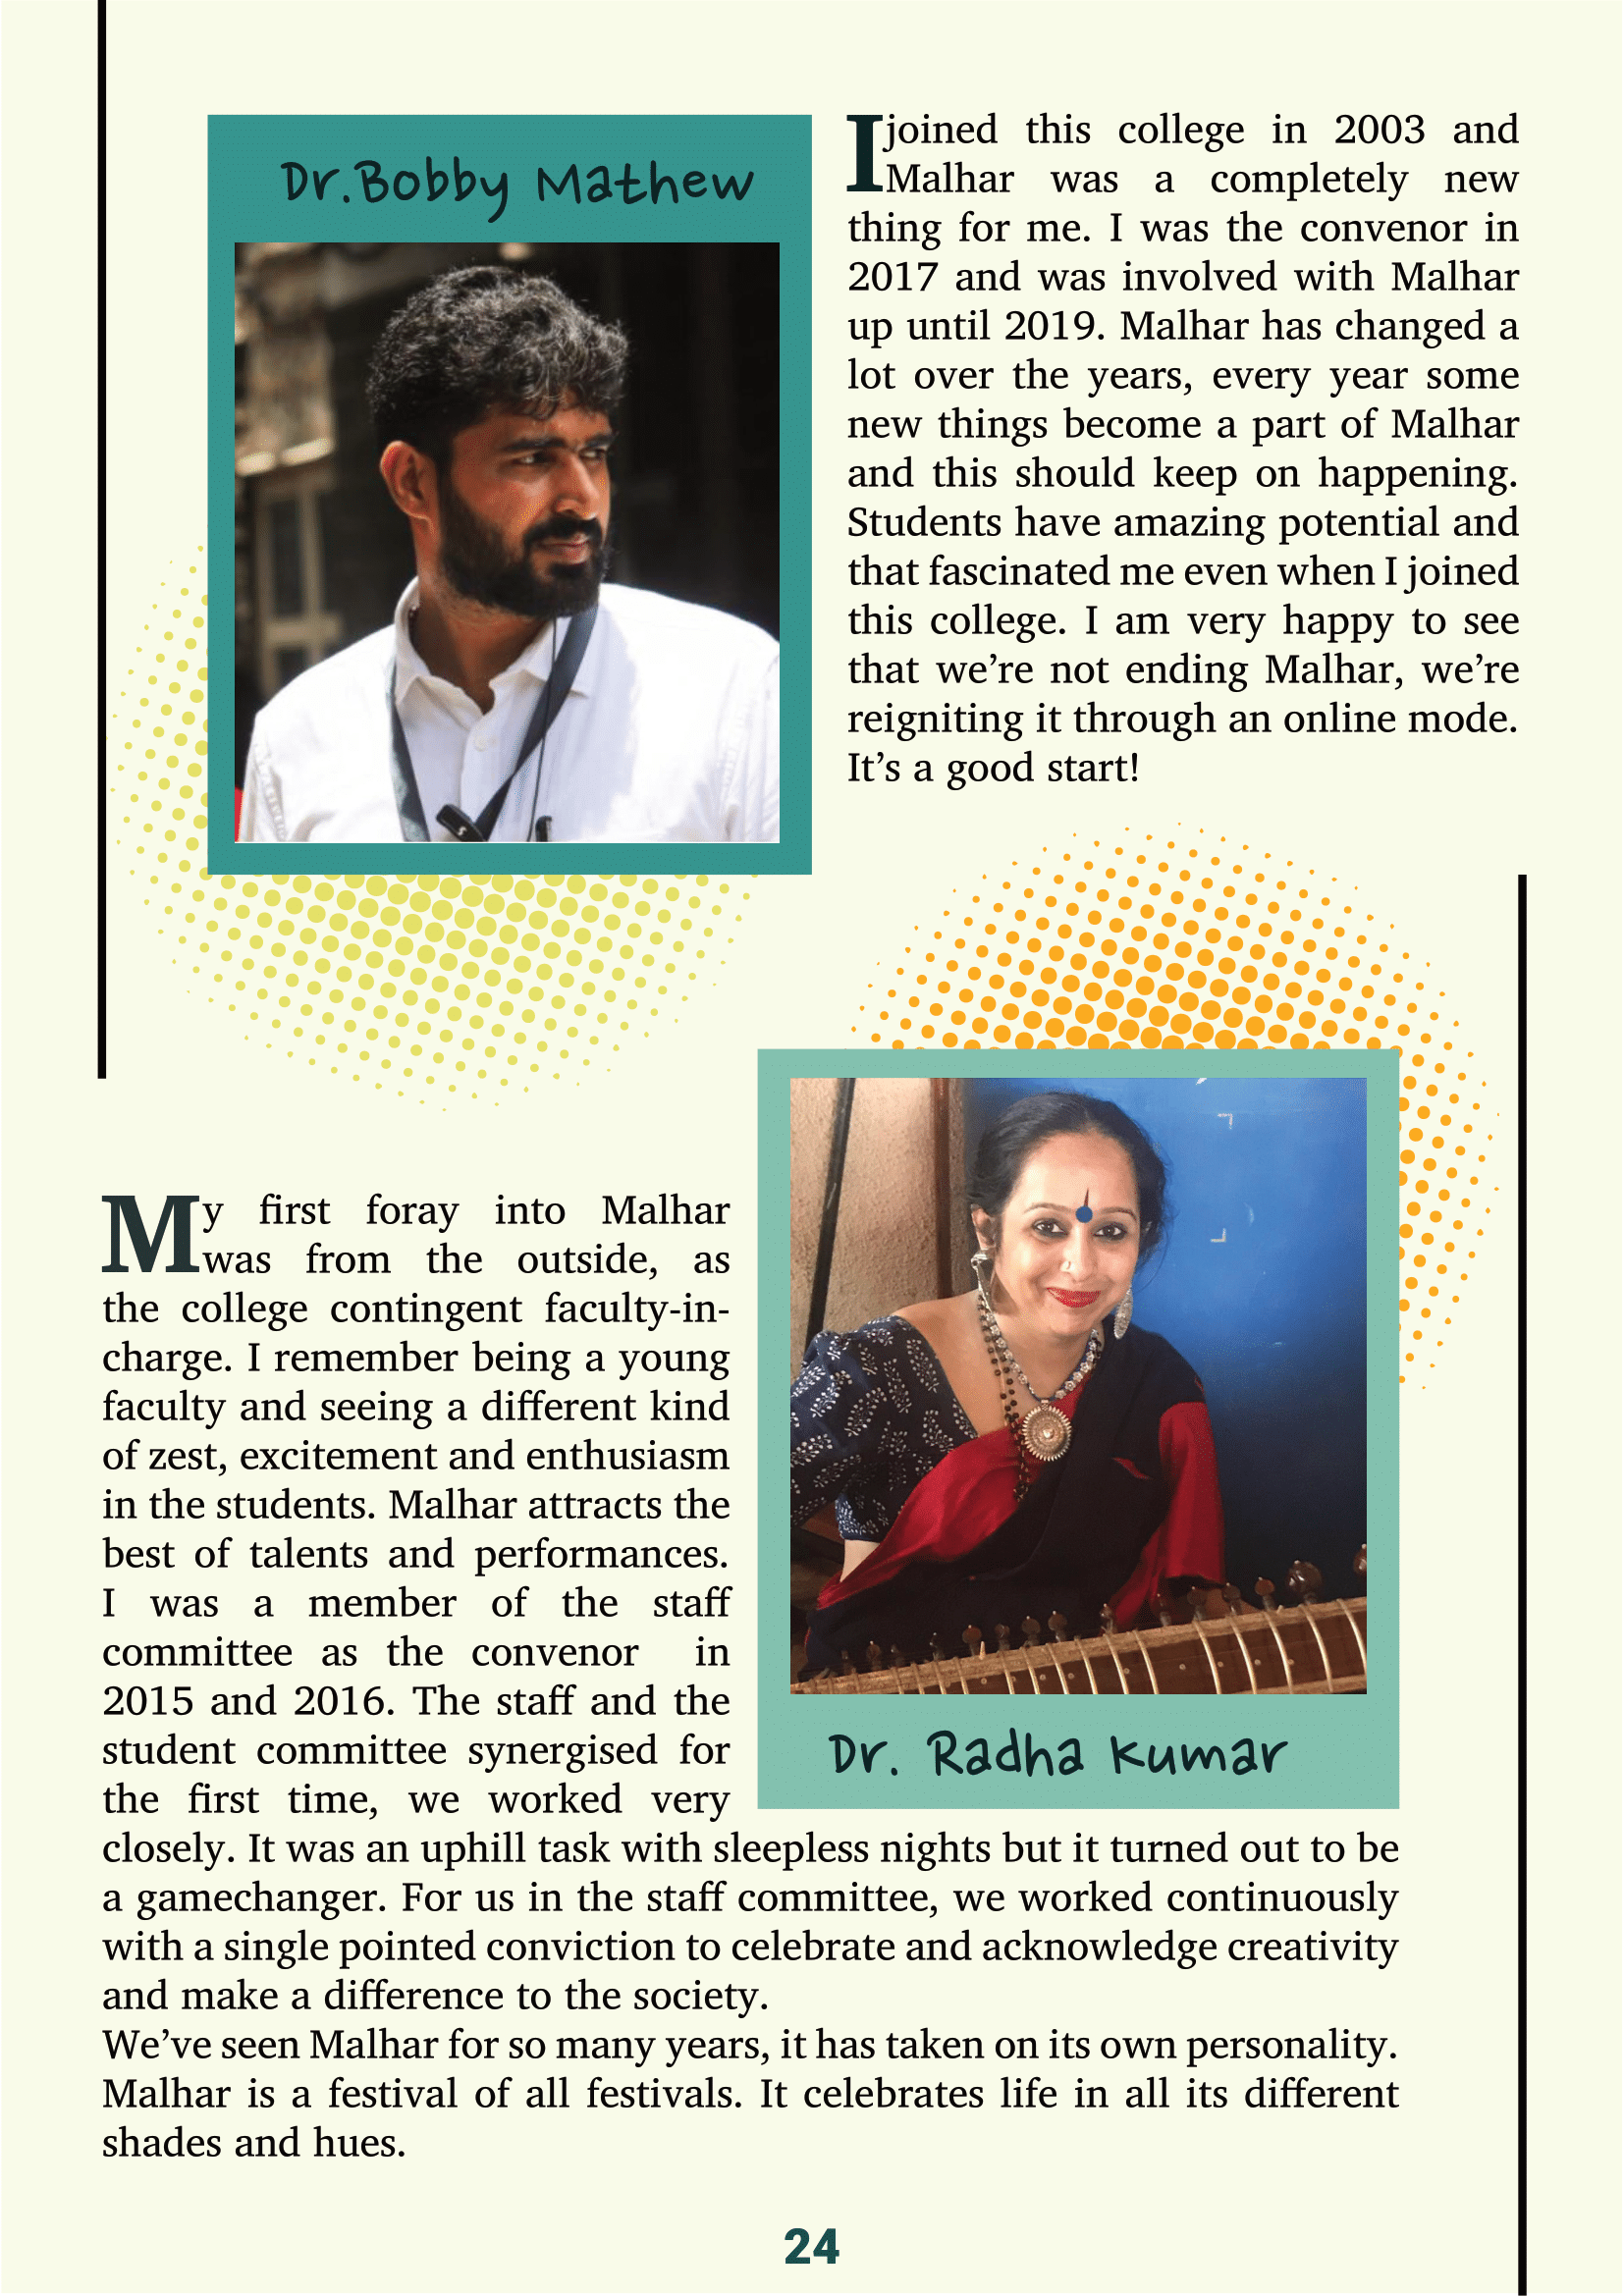 Dr.Bobby Mathew
I joined this college in 2003 and
Malhar was a completely new
thing for me. I was the convenor in
2017 and was involved with Malhar
up until 2019. Malhar has changed a
lot over the years, every year some
new things become a part of Malhar
and this should keep on happening.
Students have amazing potential and
that fascinated me even when I joined
this college. I am very happy to see
that we’re not ending Malhar, we’re
reigniting it through an online mode.
It’s a good start!
My first foray into Malhar
was from the outside, as
the college contingent faculty-in-
charge. I remember being a young
faculty and seeing a different kind
of zest, excitement and enthusiasm
in the students. Malhar attracts the
best of talents and performances.
I was a member of the staff
committee as the convenor in
2015 and 2016. The staff and the
student committee synergised for
the first time, we worked very
closely. It was an uphill task with sleepless nights but it turned out to be
a gamechanger. For us in the staff committee, we worked continuously
with a single pointed conviction to celebrate and acknowledge creativity
and make a difference to the society.
We’ve seen Malhar for so many years, it has taken on its own personality.
Malhar is a festival of all festivals. It celebrates life in all its different
shades and hues.
Dr. Radha Kumar
24